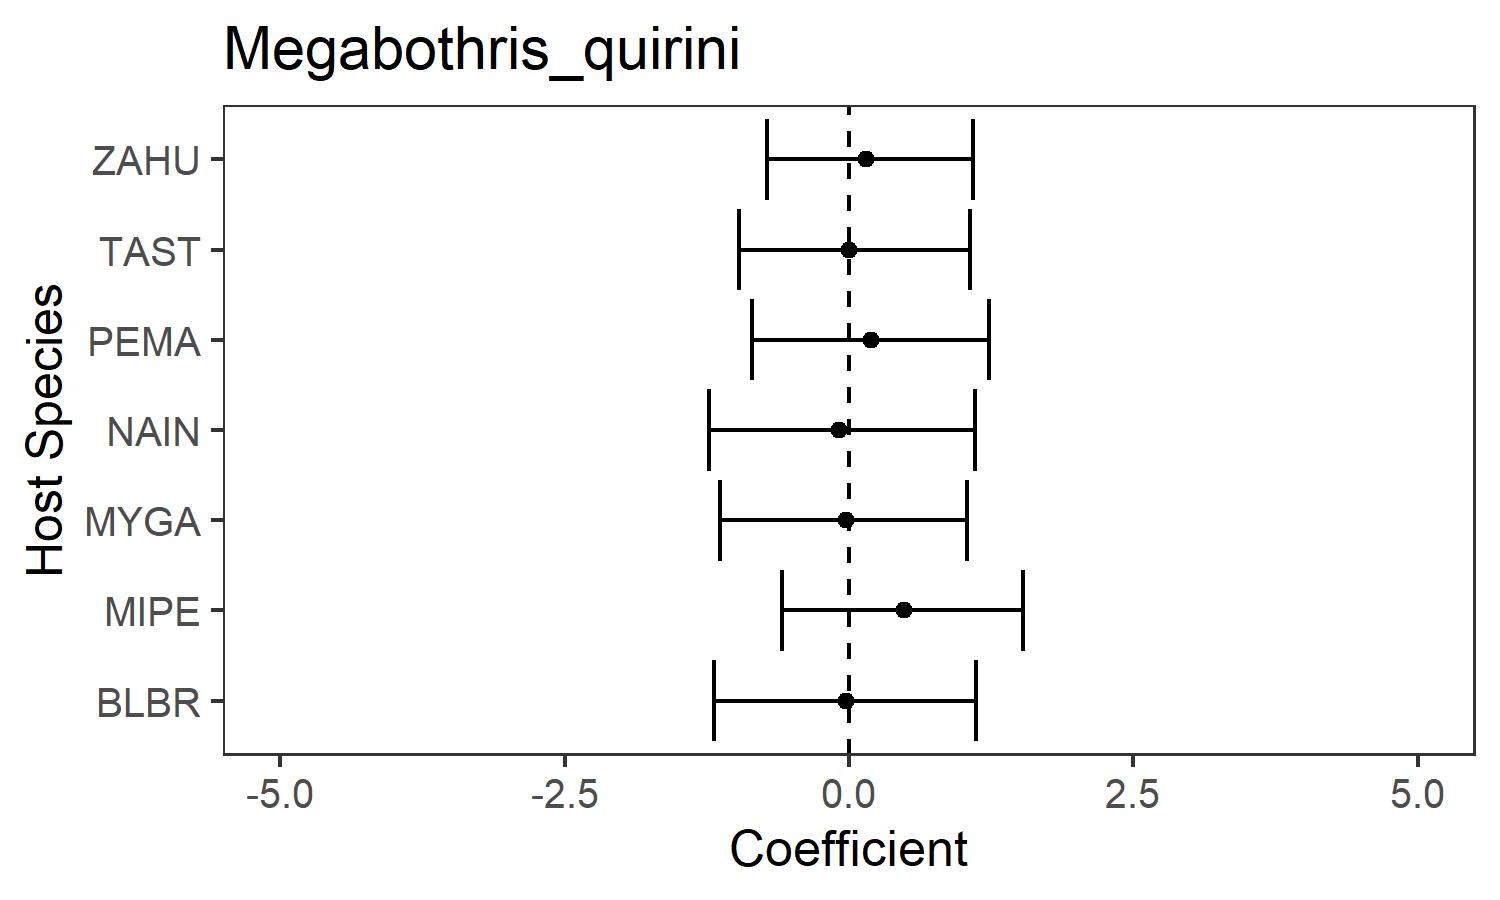 Megabothris_quirini
Host Species
ZAHU
TAST
PEMA
NAIN
MYGA
MIPE
BLBR
-5.0 -2.5 0.0 2.5 5.0
Coefficient